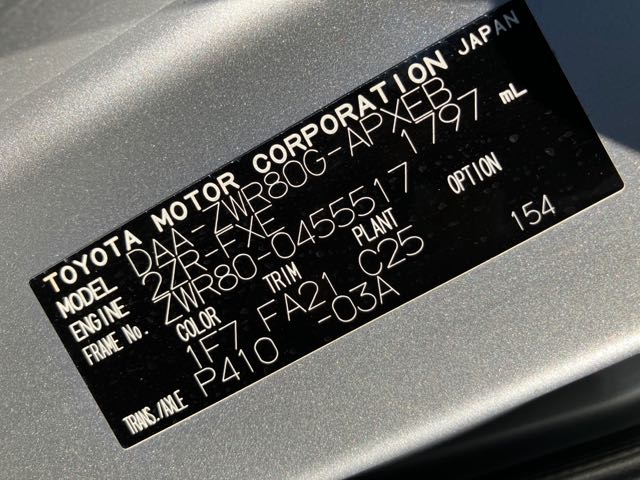 TOYOTA MOTOR CORPORATION JAPAN
MODEL DAA-ZWR80G-APXEB
ENGINE 2ZR-FXE 1797 mL
FRAME No. ZWR80-0455517
COLOR TRIM PLANT OPTION
1F7 FA21 C25 154
TRANS./AXLE P410 -03A